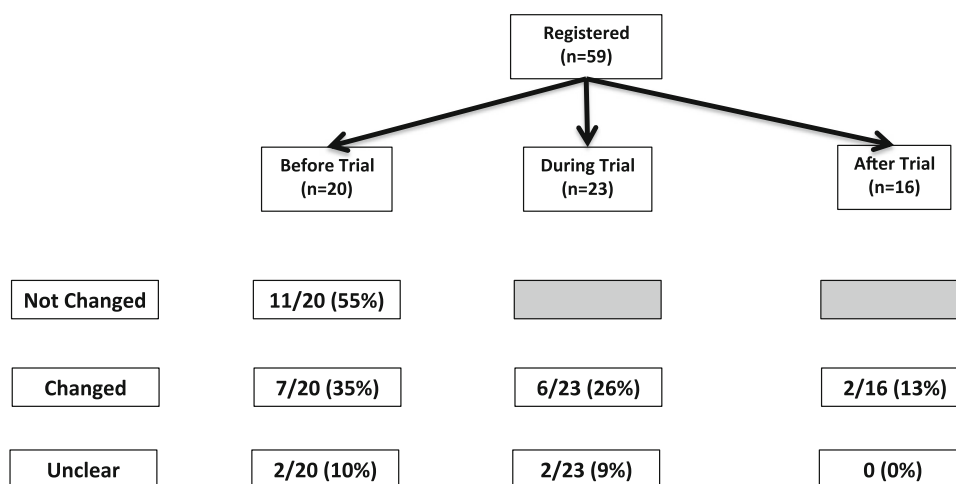 Registered
(n=59)
Before Trial
(n=20)
During Trial
(n=23)
After Trial
(n=16)
Not Changed
11/20 (55%)
Changed
7/20 (35%)
6/23 (26%)
2/16 (13%)
Unclear
2/20 (10%)
2/23 (9%)
0 (0%)